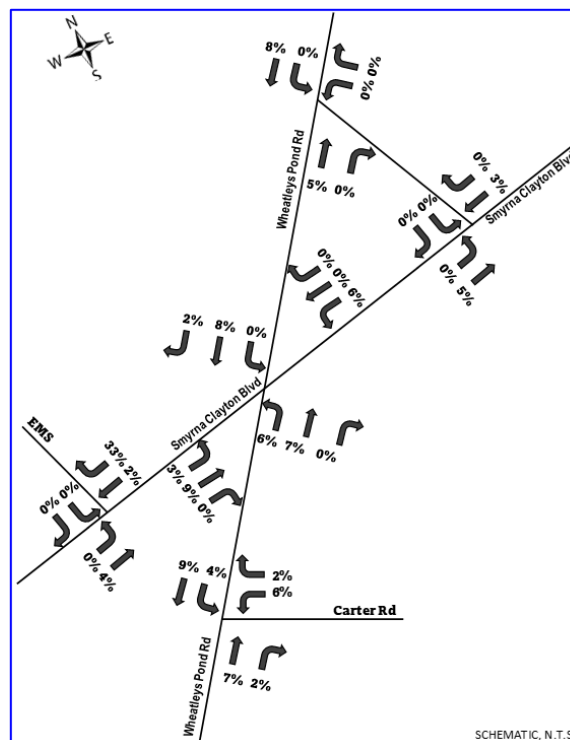 N
E
W
S
8% 0%
0% 0%
Wheatleys Pond Rd
5% 0%
0% 3%
Smyrna Clayton Blvd
0% 0%
0% 5%
0% 0% 6%
2% 8% 0%
Smyrna Clayton Blvd
EMS
33% 2%
6% 7% 0%
3% 9% 0%
0% 0%
0% 4%
9% 4%
2%
6%
Carter Rd
Wheatleys Pond Rd
7% 2%
SCHEMATIC, N.T.S